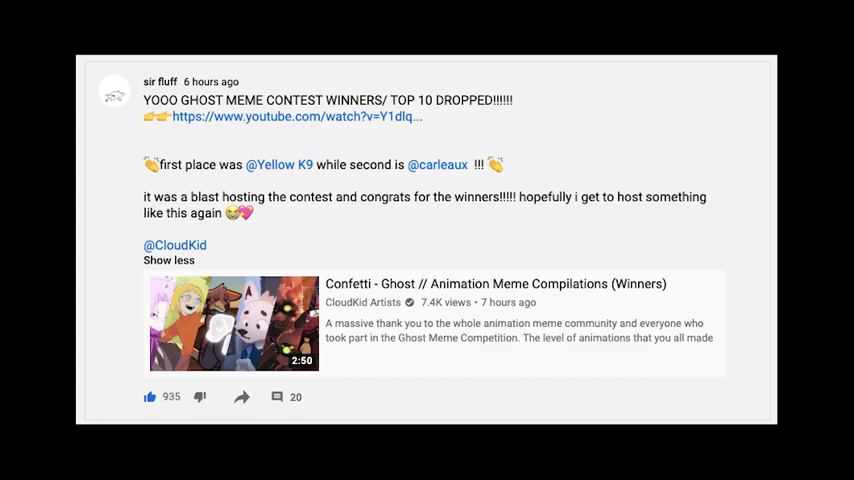 sir fluff 6 hours ago
YOOO GHOST MEME CONTEST WINNERS/ TOP 10 DROPPED!!!!!!
👉👉https://www.youtube.com/watch?v=Y1dlq...
👏first place was @Yellow K9 while second is @carleaux !!! 👏
it was a blast hosting the contest and congrats for the winners!!!!! hopefully i get to host something
like this again 😭💖
@CloudKid
Show less
Confetti - Ghost // Animation Meme Compilations (Winners)
CloudKid Artists 7.4K views • 7 hours ago
A massive thank you to the whole animation meme community and everyone who
took part in the Ghost Meme Competition. The level of animations that you all made
2:50
935 20